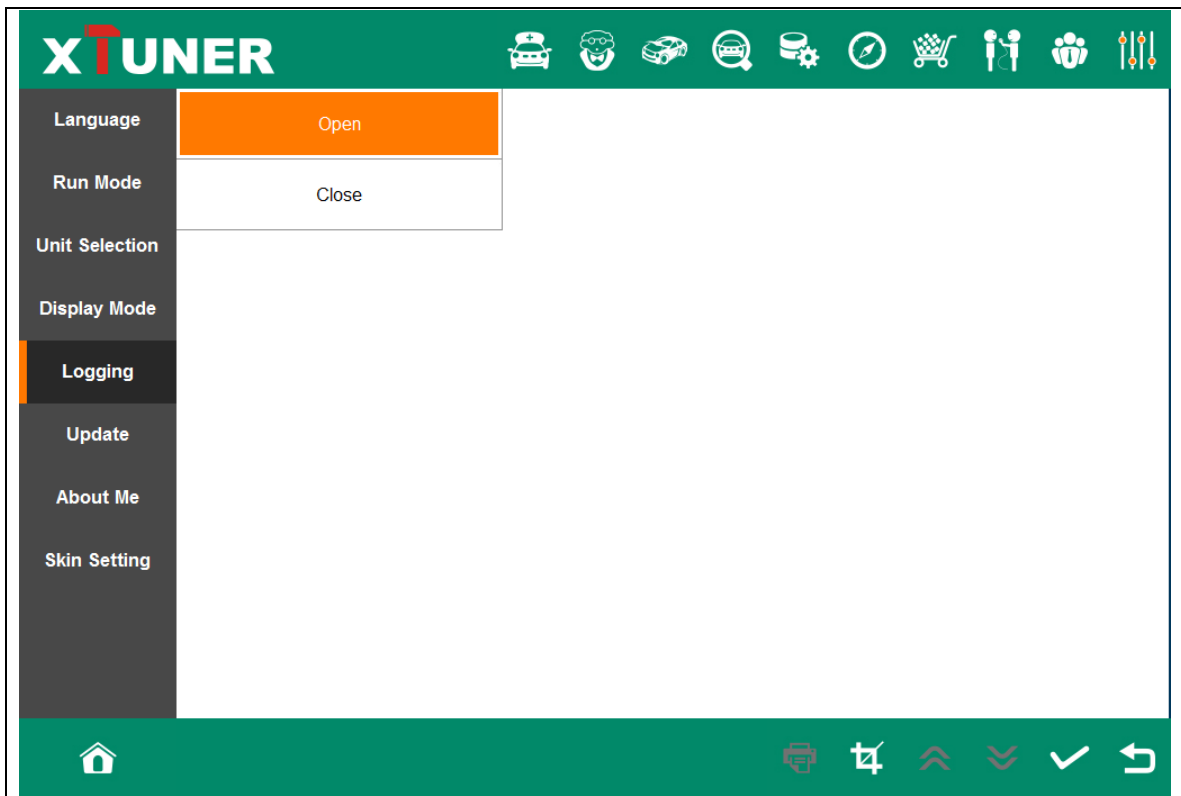 XTUNER
Language
Open
Run Mode
Close
Unit Selection
Display Mode
Logging
Update
About Me
Skin Setting